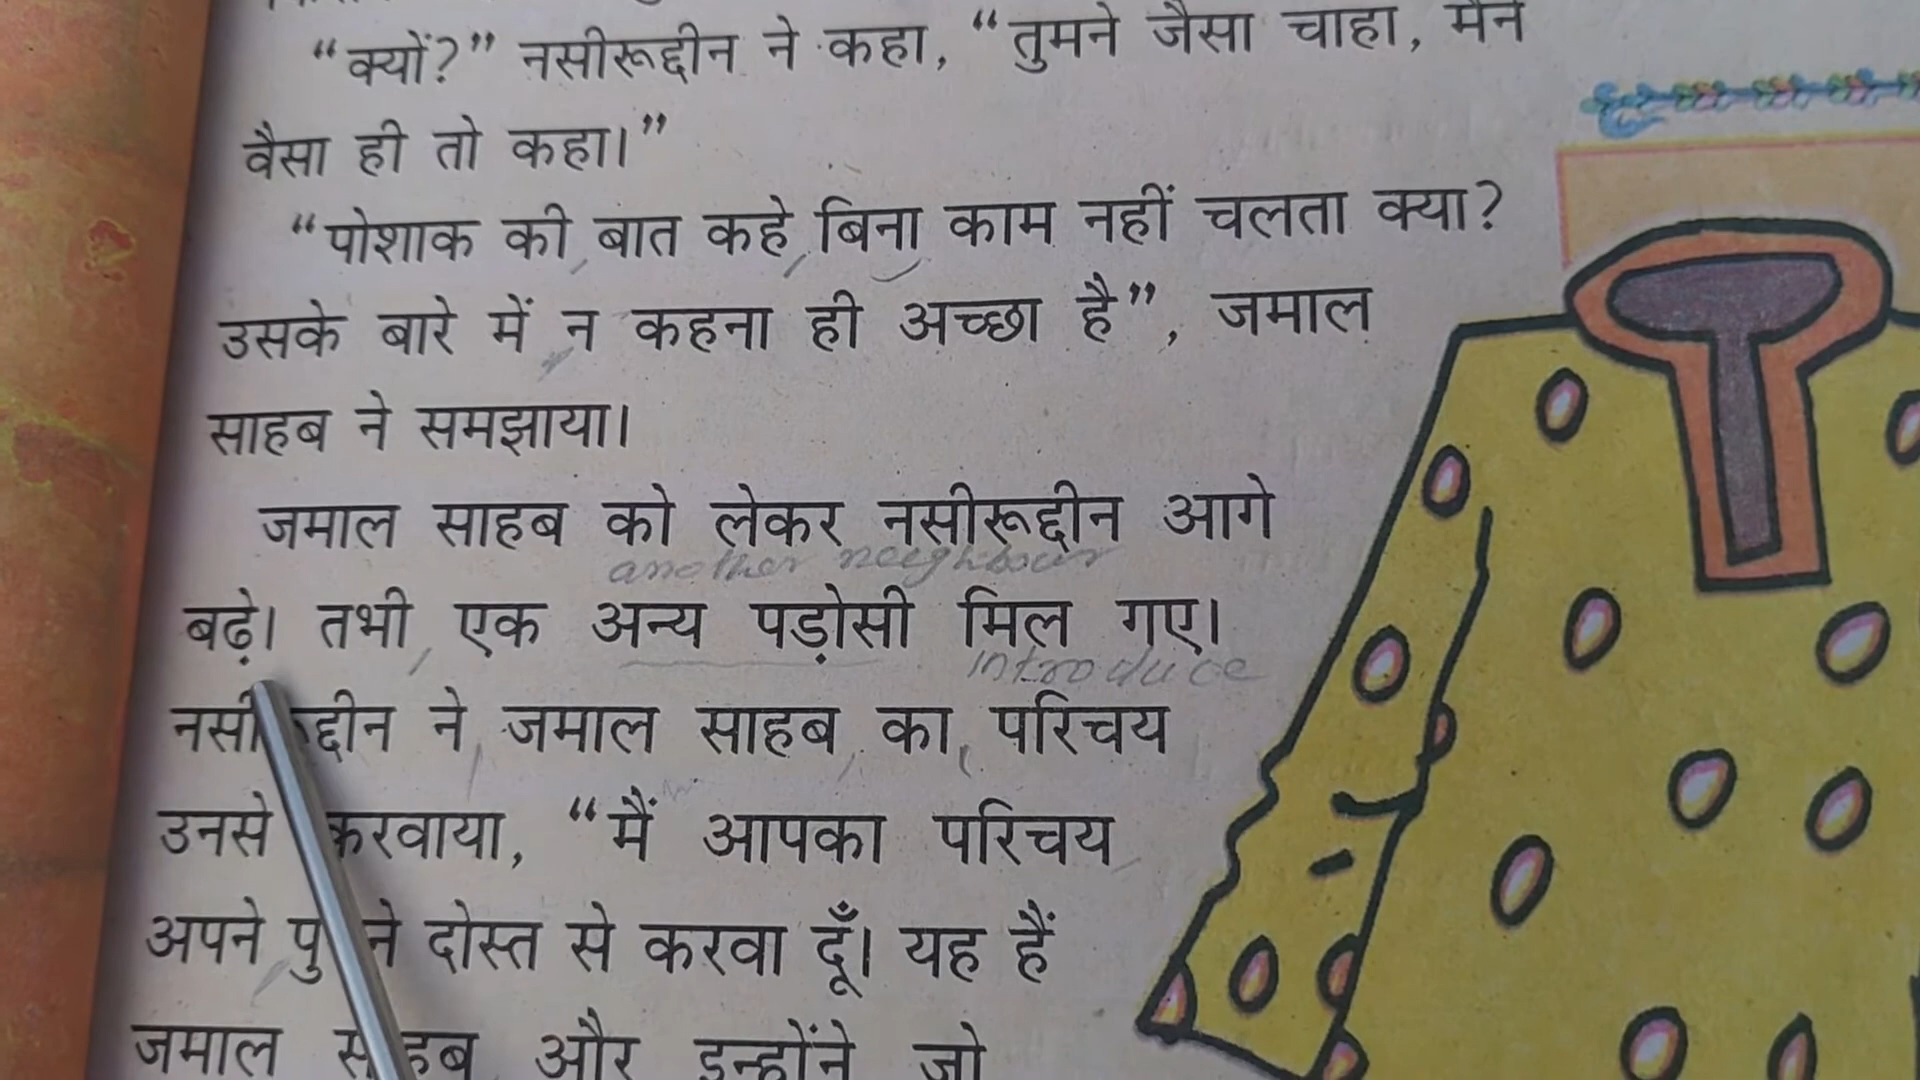 “क्यों?” नसीरूद्दीन ने कहा, “तुमने जैसा चाहा, मैंने
वैसा ही तो कहा।”
“पोशाक की बात कहे बिना काम नहीं चलता क्या?
उसके बारे में न कहना ही अच्छा है”, जमाल
साहब ने समझाया।
जमाल साहब को लेकर नसीरूद्दीन आगे
another neighbour
बढ़े। तभी एक अन्य पड़ोसी मिल गए।
introduce
ने जमाल साहब का परिचय
उनसे करवाया, “मैं आपका परिचय
अपने दोस्त से करवा दूँ। यह हैं
जमाल और इन्होंने जो